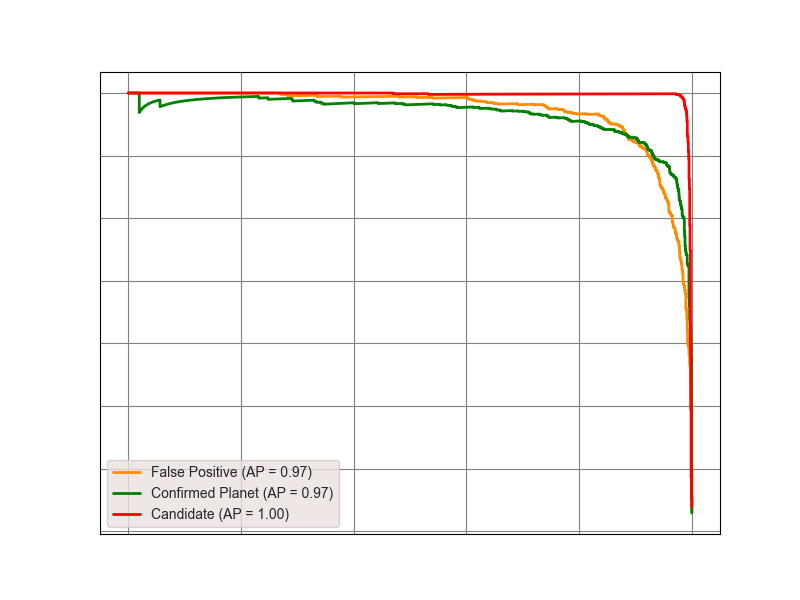 False Positive (AP = 0.97)
Confirmed Planet (AP = 0.97)
Candidate (AP = 1.00)